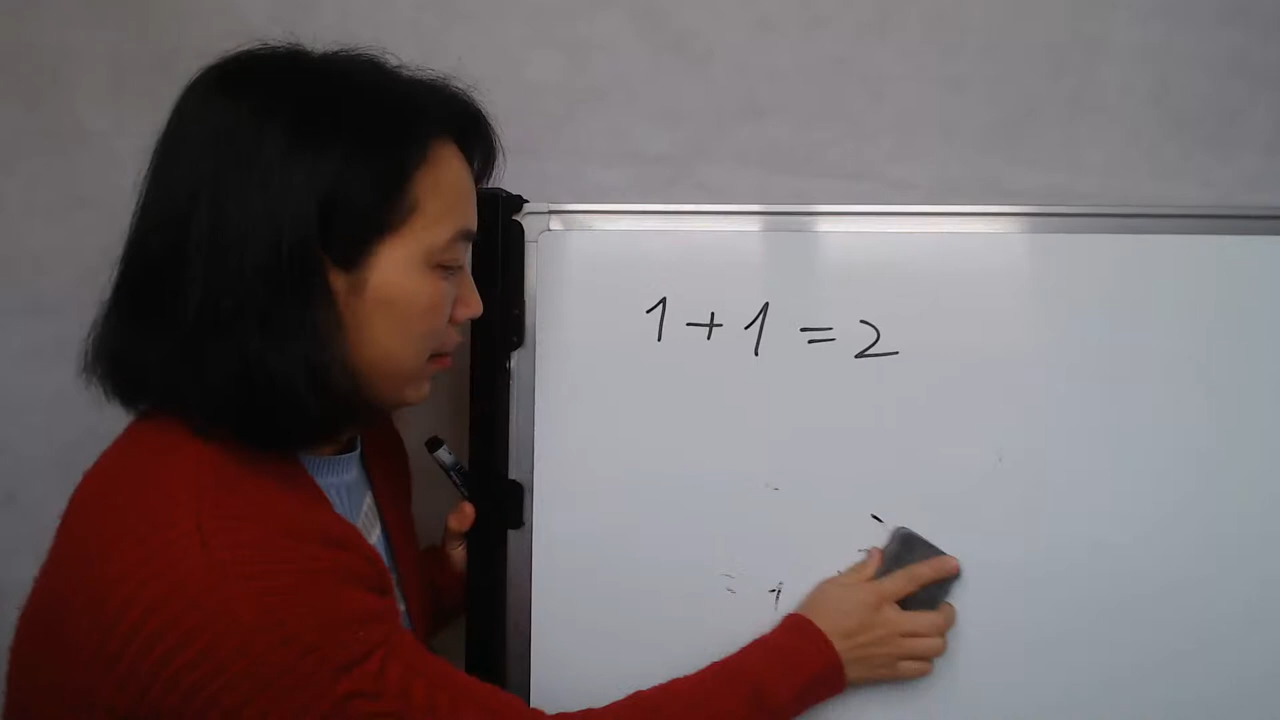 1 + 1 = 2